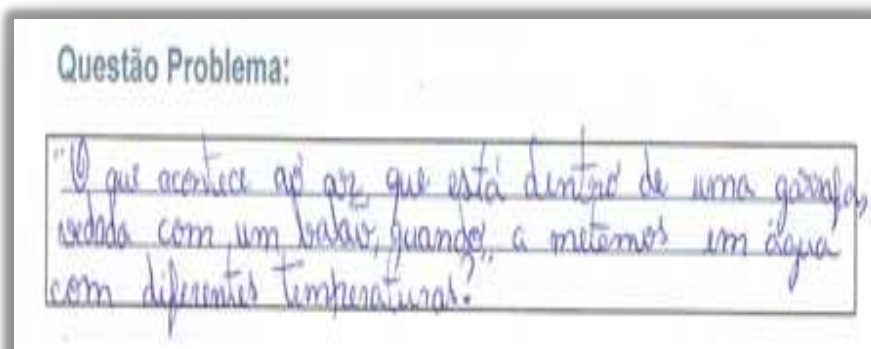 Questão Problema:
"O que acontece ao ar que está dentro de uma garrafa,
vedada com um balão, quando a metemos em água
com diferentes temperaturas?"